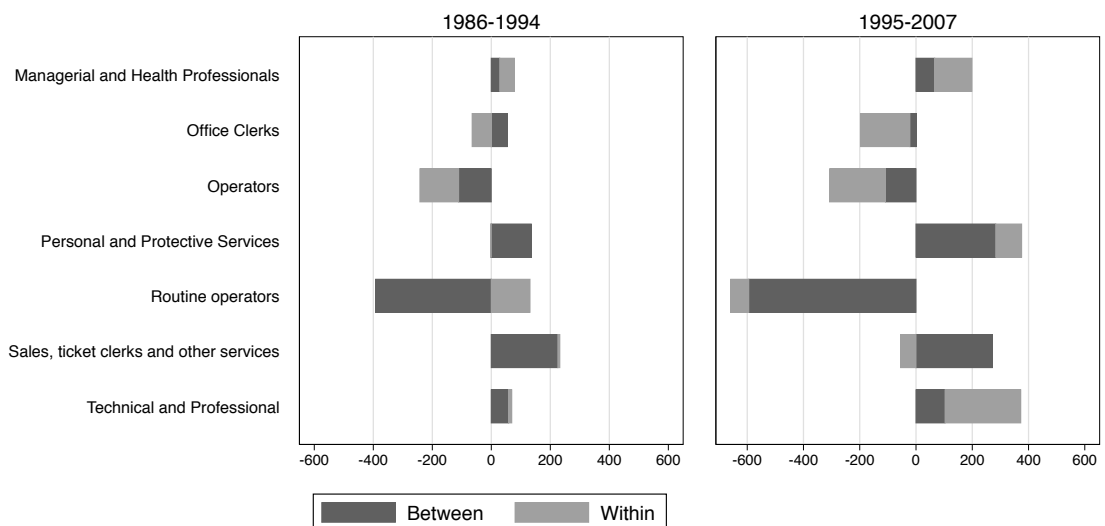 1986-1994
1995-2007
Managerial and Health Professionals
Office Clerks
Operators
Personal and Protective Services
Routine operators
Sales, ticket clerks and other services
Technical and Professional
-600 -400 -200 0 200 400 600
-600 -400 -200 0 200 400 600
Between Within